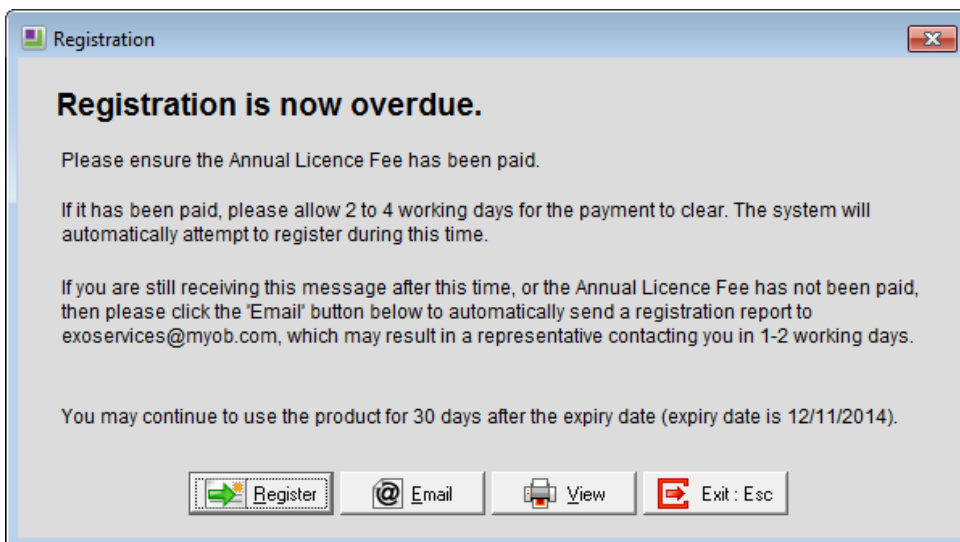 Registration
Registration is now overdue.
Please ensure the Annual Licence Fee has been paid.
If it has been paid, please allow 2 to 4 working days for the payment to clear. The system will
automatically attempt to register during this time.
If you are still receiving this message after this time, or the Annual Licence Fee has not been paid,
then please click the 'Email' button below to automatically send a registration report to
exoservices@myob.com, which may result in a representative contacting you in 1-2 working days.
You may continue to use the product for 30 days after the expiry date (expiry date is 12/11/2014).
Register Email View Exit : Esc